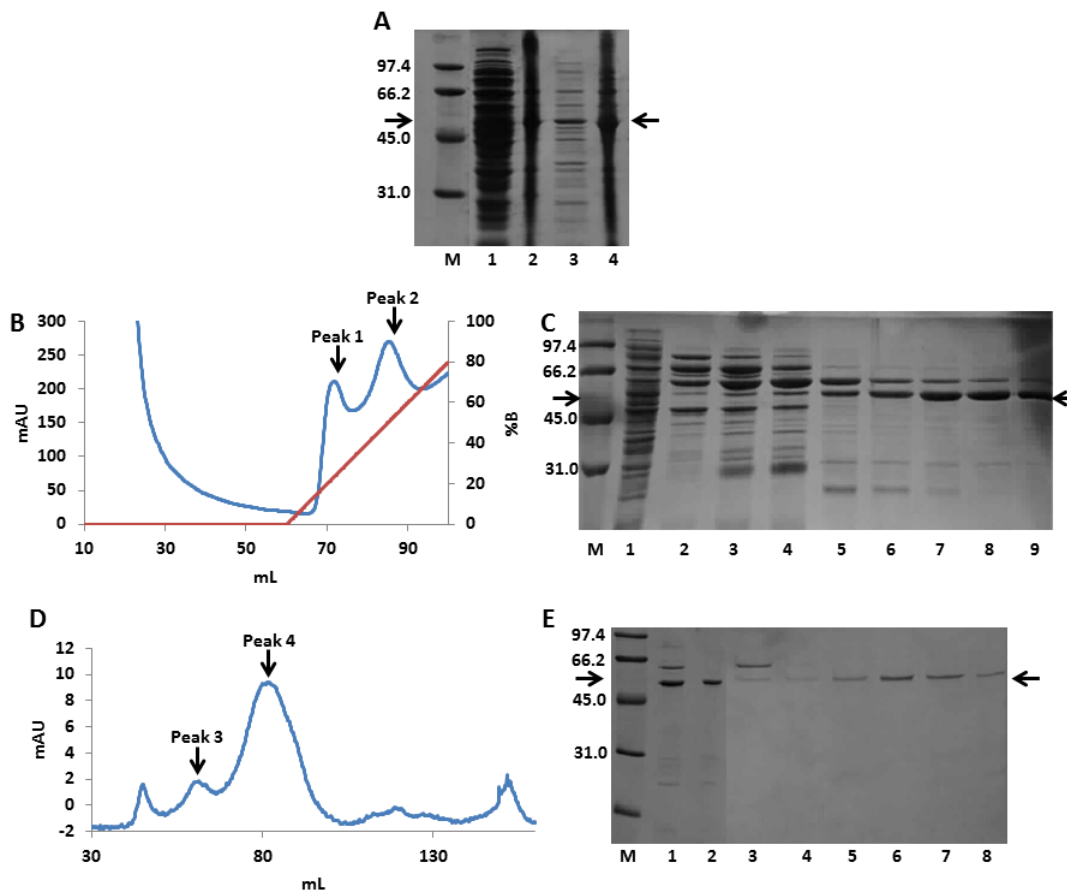 A
97.4
66.2
45.0
31.0
M 1 2 3 4
B
Peak 2
Peak 1
300
250
200
150
100
50
0
mAU
100
80
60
40
20
0
%B
10 30 50 70 90
mL
C
97.4
66.2
45.0
31.0
M 1 2 3 4 5 6 7 8 9
D
Peak 4
Peak 3
12
10
8
6
4
2
0
-2
mAU
30 80 130
mL
E
97.4
66.2
45.0
31.0
M 1 2 3 4 5 6 7 8